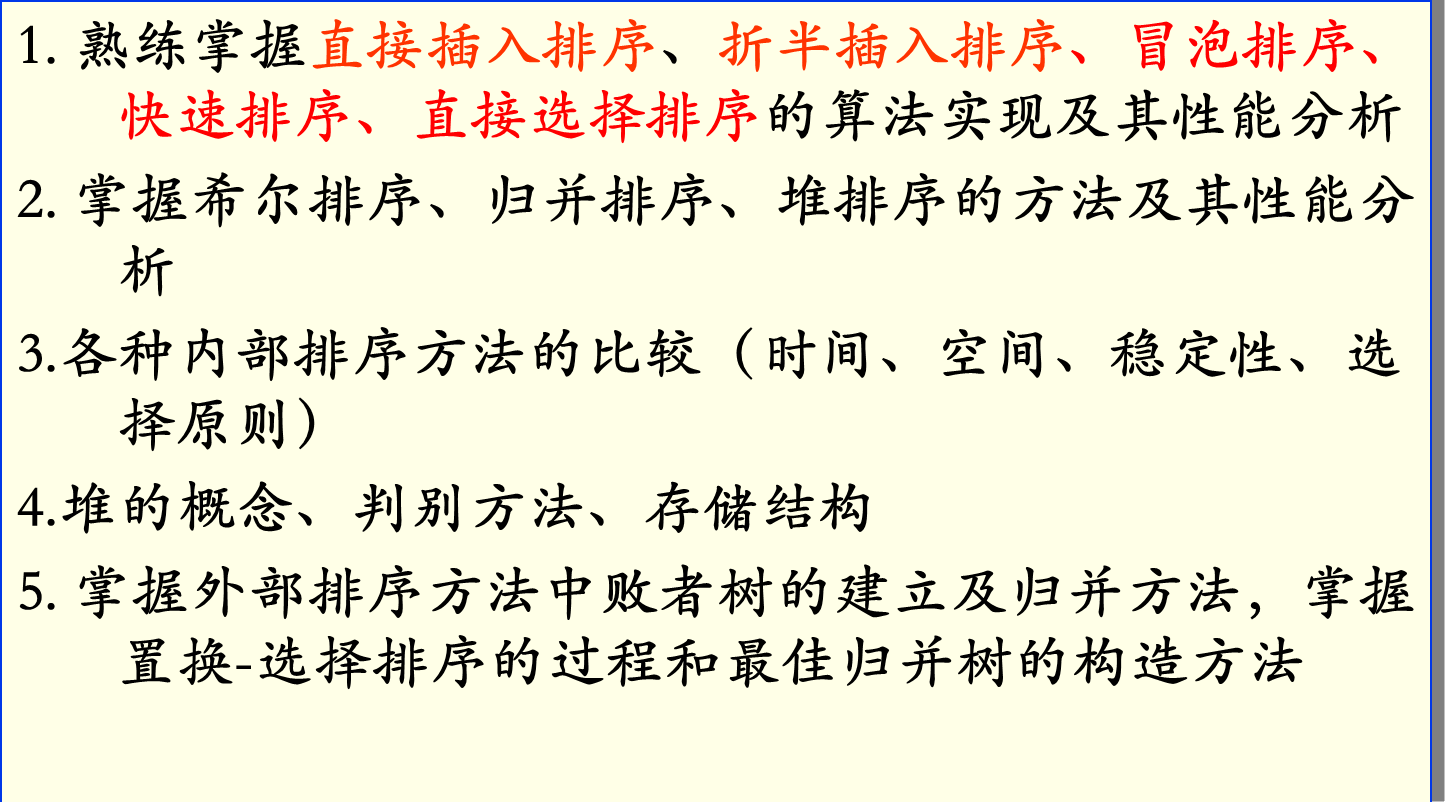 1. 熟练掌握直接插入排序、折半插入排序、冒泡排序、
快速排序、直接选择排序的算法实现及其性能分析
2. 掌握希尔排序、归并排序、堆排序的方法及其性能分
析
3.各种内部排序方法的比较（时间、空间、稳定性、选
择原则）
4.堆的概念、判别方法、存储结构
5. 掌握外部排序方法中败者树的建立及归并方法，掌握
置换-选择排序的过程和最佳归并树的构造方法